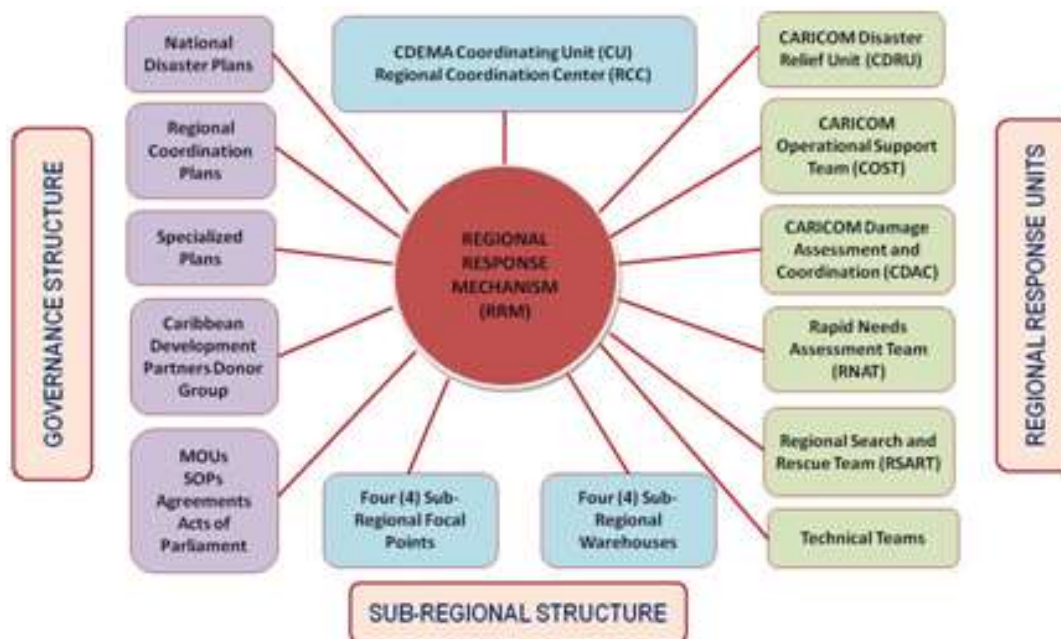 National
Disaster Plans
Regional
Coordination
Plans
Specialized
Plans
Caribbean
Development
Partners Donor
Group
MOUs
SOPs
Agreements
Acts of
Parliament
GOVERNANCE STRUCTURE
CDEMA Coordinating Unit (CU)
Regional Coordination Center (RCC)
REGIONAL
RESPONSE
MECHANISM
(RRM)
Four (4) Sub-
Regional Focal
Points
Four (4) Sub-
Regional
Warehouses
SUB-REGIONAL STRUCTURE
CARICOM Disaster
Relief Unit (CDRU)
CARICOM
Operational Support
Team (COST)
CARICOM Damage
Assessment and
Coordination (CDAC)
Rapid Needs
Assessment Team
(RNAT)
Regional Search and
Rescue Team (RSART)
Technical Teams
REGIONAL RESPONSE UNITS